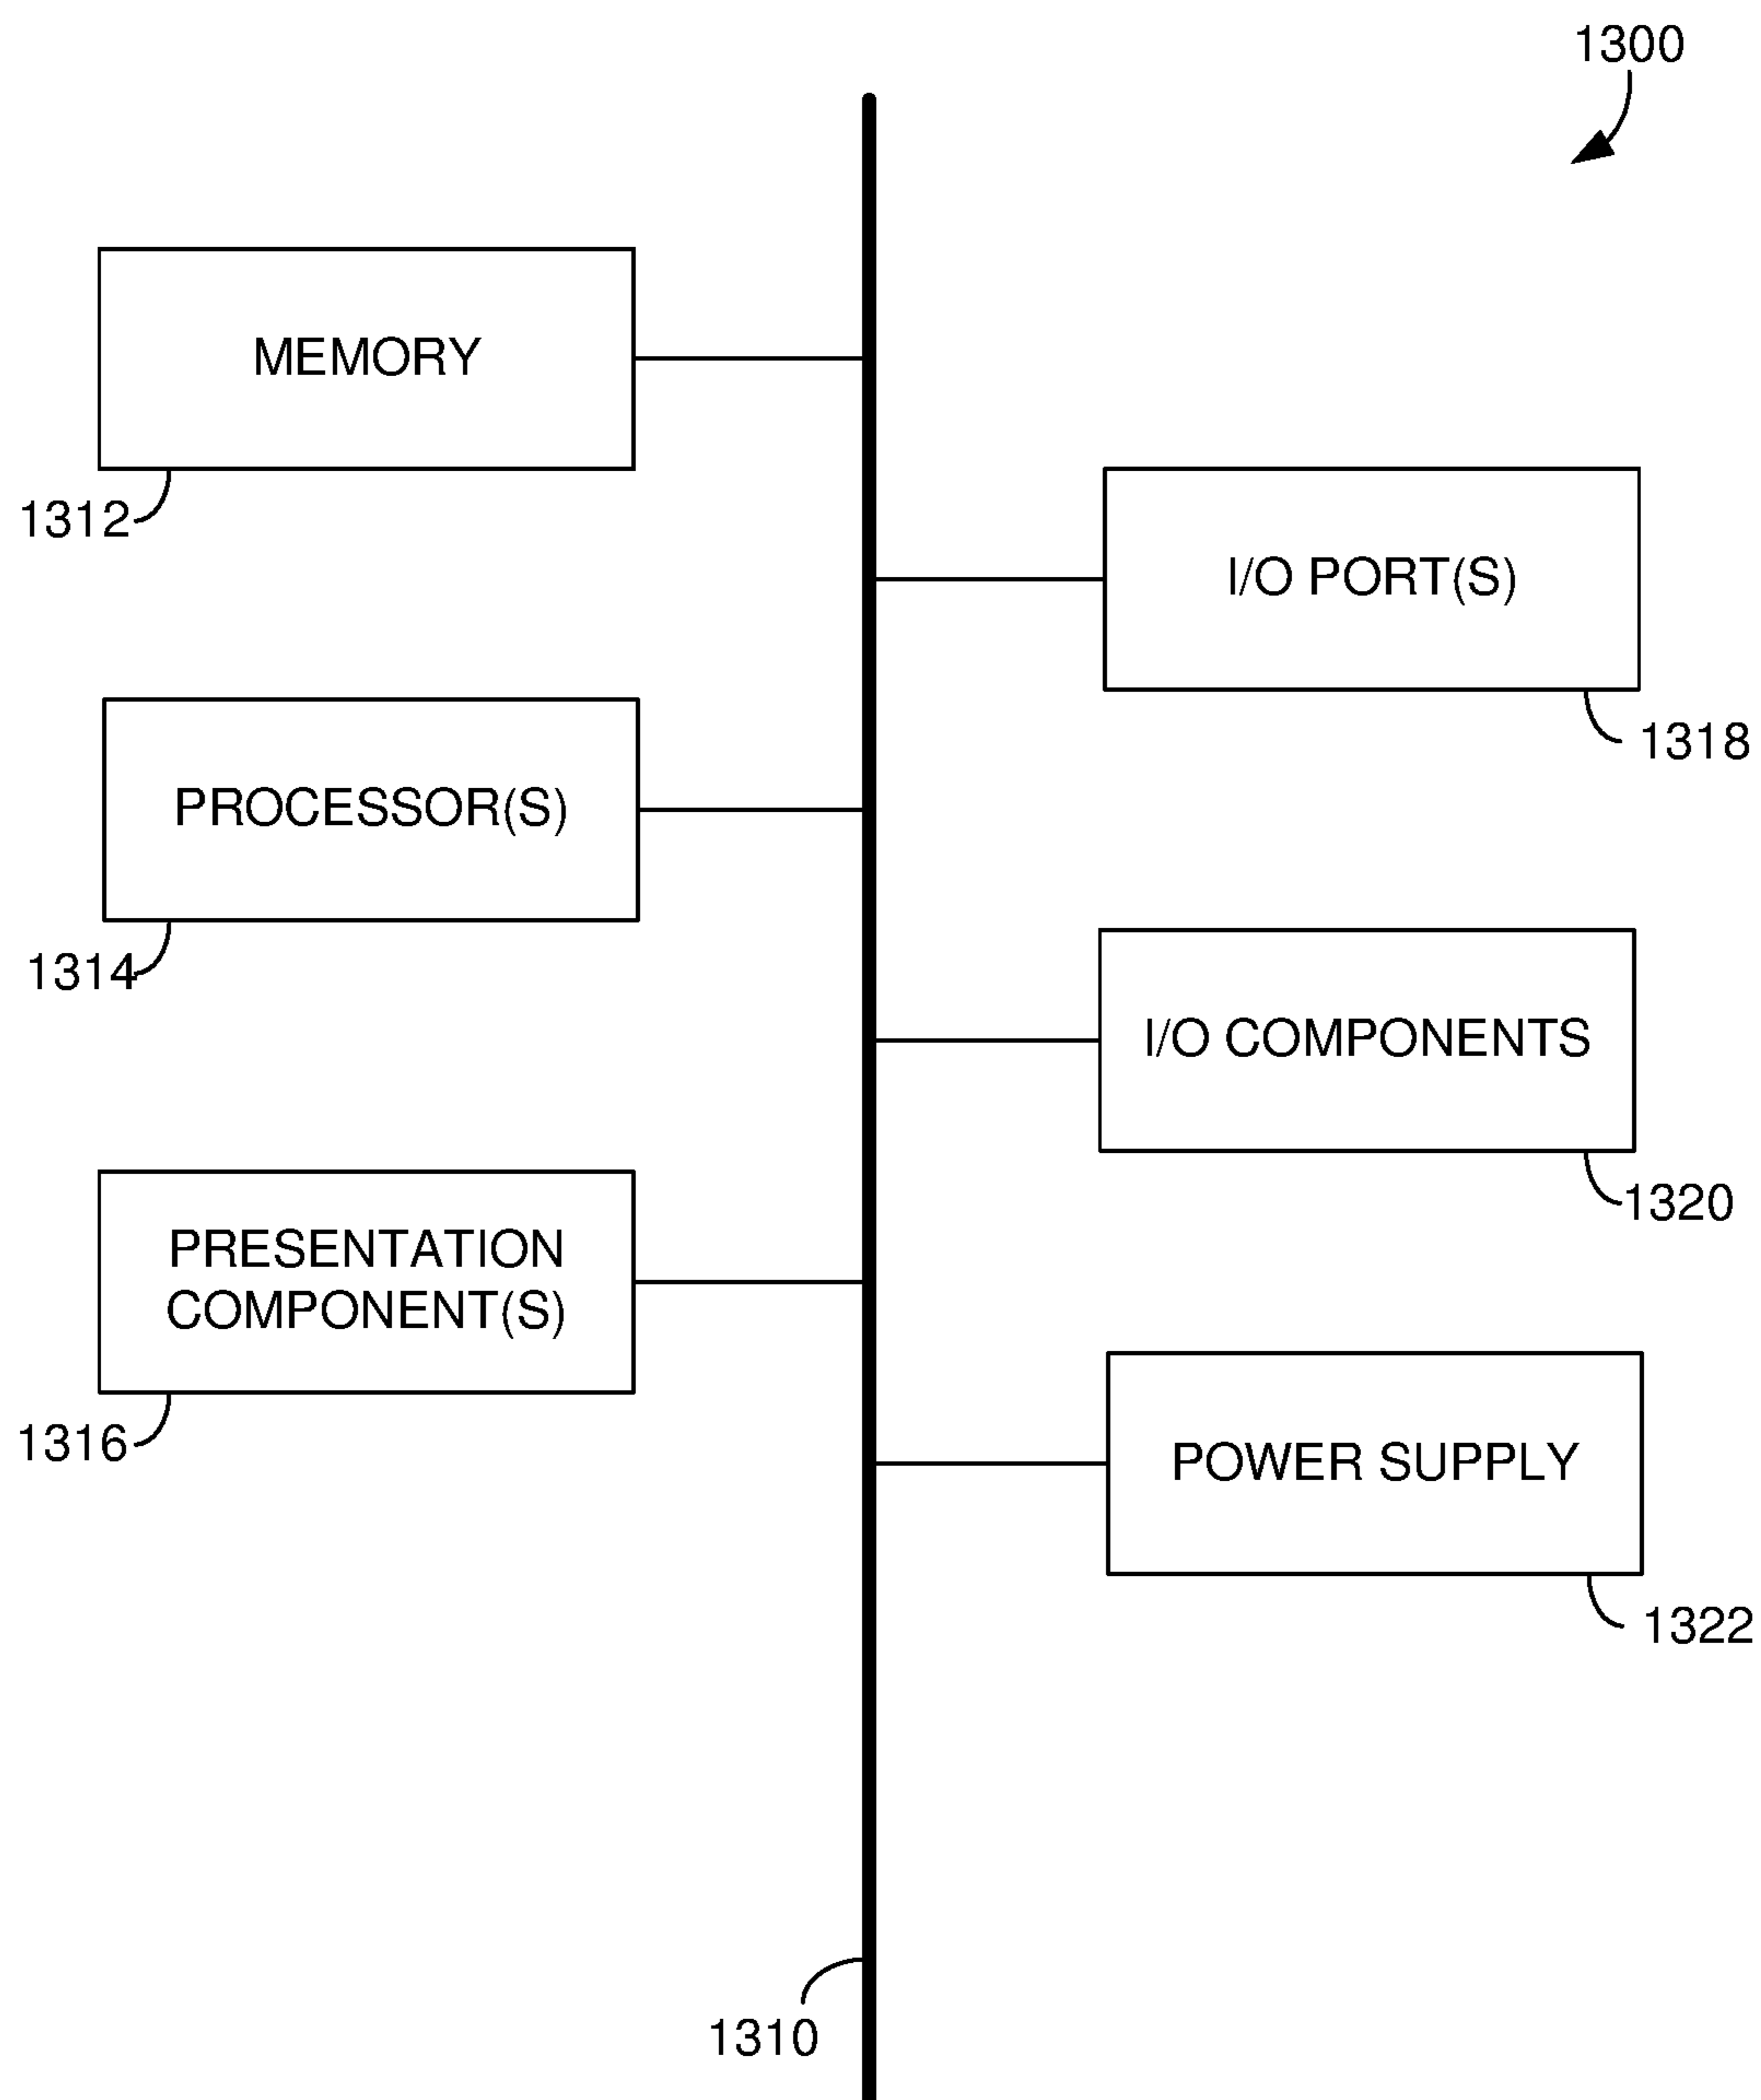 1300
MEMORY
1312
I/O PORT(S)
1318
PROCESSOR(S)
1314
I/O COMPONENTS
1320
PRESENTATION
COMPONENT(S)
1316
POWER SUPPLY
1322
1310